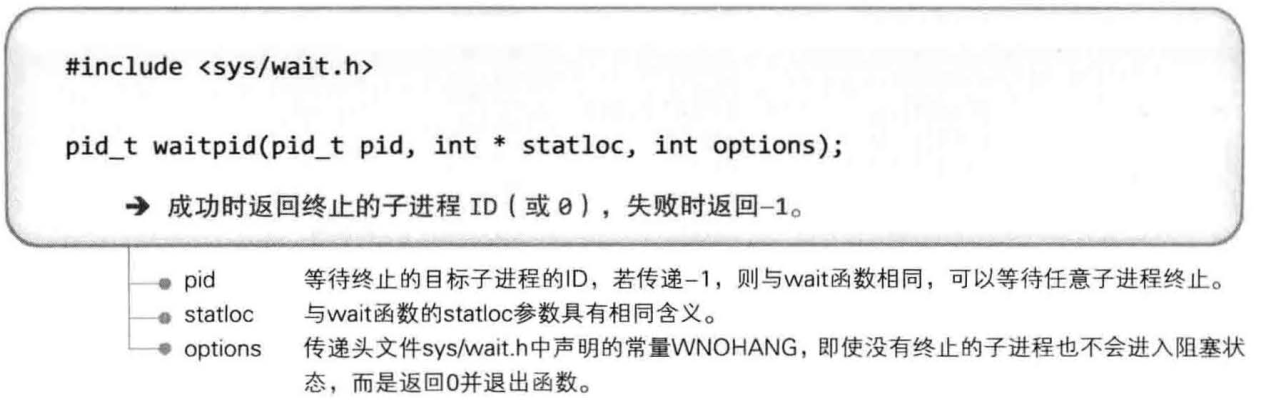 #include <sys/wait.h>
pid_t waitpid(pid_t pid, int * statloc, int options);
➔ 成功时返回终止的子进程 ID（或 0），失败时返回–1。
pid 等待终止的目标子进程的ID，若传递–1，则与wait函数相同，可以等待任意子进程终止。
statloc 与wait函数的statloc参数具有相同含义。
options 传递头文件sys/wait.h中声明的常量WNOHANG，即使没有终止的子进程也不会进入阻塞状
态，而是返回0并退出函数。